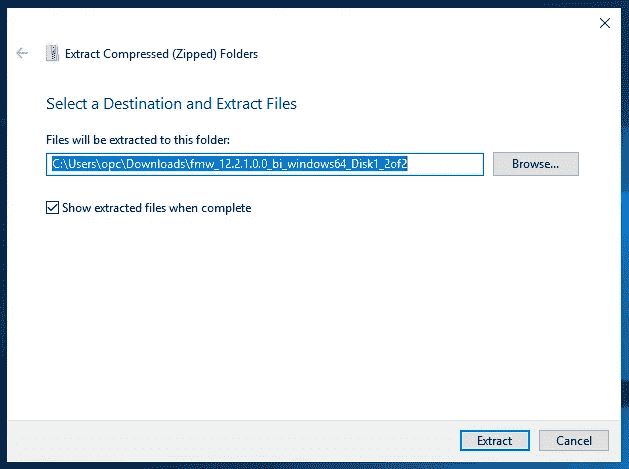 Extract Compressed (Zipped) Folders
Select a Destination and Extract Files
Files will be extracted to this folder:
C:\Users\opc\Downloads\fmw_12.2.1.0.0_bi_windows64_Disk1_2of2
Browse...
Show extracted files when complete
Extract
Cancel